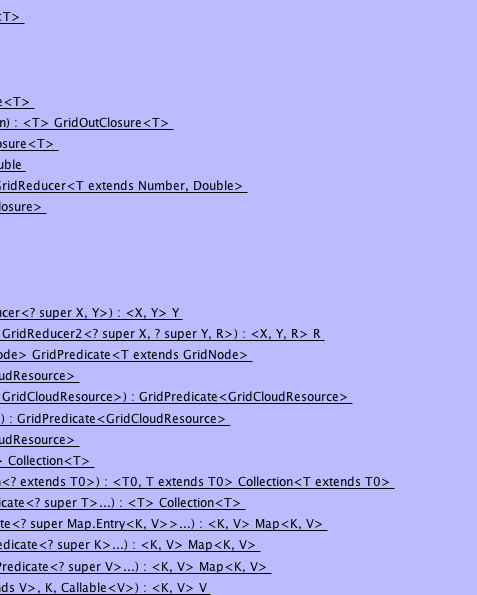 <T>
e<T>
n) : <T> GridOutClosure<T>
osure<T>
uble
GridReducer<T extends Number, Double>
losure>
ucer<? super X, Y>) : <X, Y> Y
GridReducer2<? super X, ? super Y, R>) : <X, Y, R> R
ode> GridPredicate<T extends GridNode>
udResource>
GridCloudResource>) : GridPredicate<GridCloudResource>
) : GridPredicate<GridCloudResource>
udResource>
> Collection<T>
<? extends T0>) : <T0, T extends T0> Collection<T extends T0>
icate<? super T>...) : <T> Collection<T>
te<? super Map.Entry<K, V>>...) : <K, V> Map<K, V>
edicate<? super K>...) : <K, V> Map<K, V>
Predicate<? super V>...) : <K, V> Map<K, V>
nds V>, K, Callable<V>) : <K, V> V